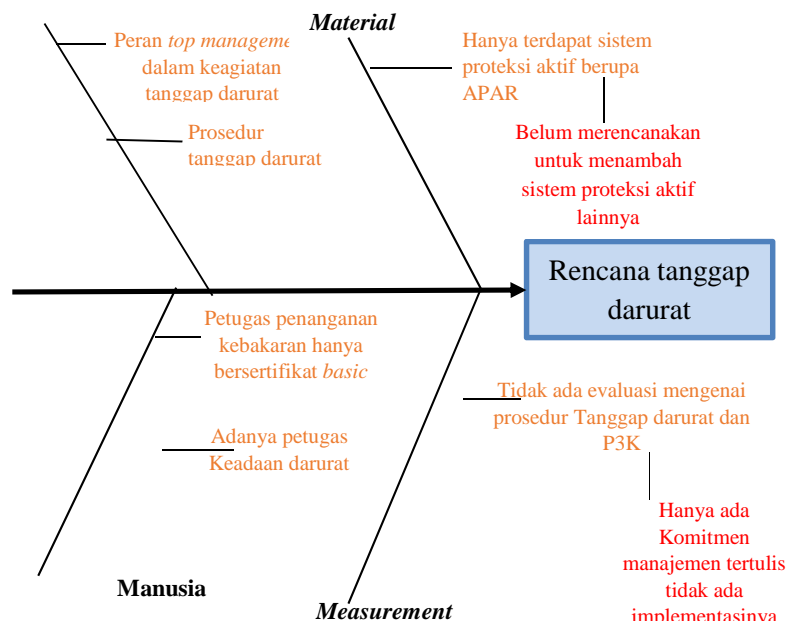 Material
Peran top manageme
dalam keagiatan
tanggap darurat
Prosedur
tanggap darurat
Hanya terdapat sistem
proteksi aktif berupa
APAR
Belum merencanakan
untuk menambah
sistem proteksi aktif
lainnya
Rencana tanggap
darurat
Petugas penanganan
kebakaran hanya
bersertifikat basic
Adanya petugas
Keadaan darurat
Tidak ada evaluasi mengenai
prosedur Tanggap darurat dan
P3K
Hanya ada
Komitmen
manajemen tertulis
tidak ada
implementasinya
Manusia
Measurement